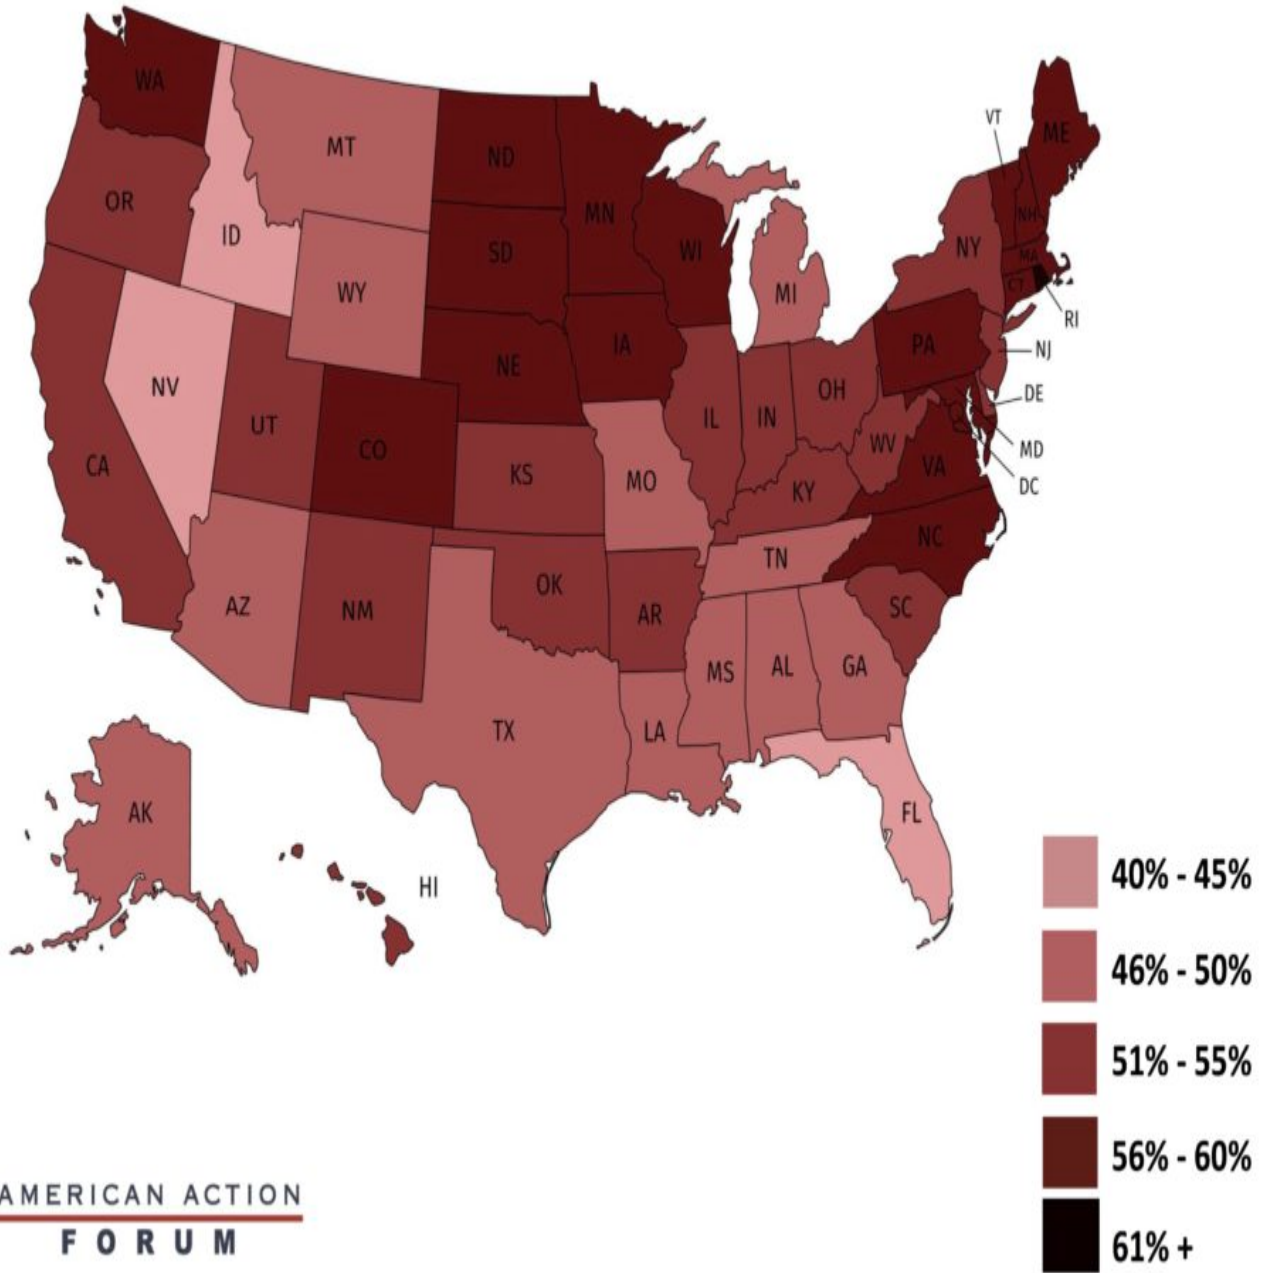 WA
MT
ND
MN
VT
ME
OR
ID
SD
WI
NH
NY
MA
CT
RI
WY
MI
IA
PA
NJ
NV
NE
UT
CO
IL
IN
OH
DE
MD
DC
CA
KS
MO
WV
VA
KY
NC
AZ
NM
OK
AR
TN
SC
MS
AL
GA
TX
LA
AK
HI
FL
40% - 45%
46% - 50%
51% - 55%
56% - 60%
61% +
AMERICAN ACTION
FORUM